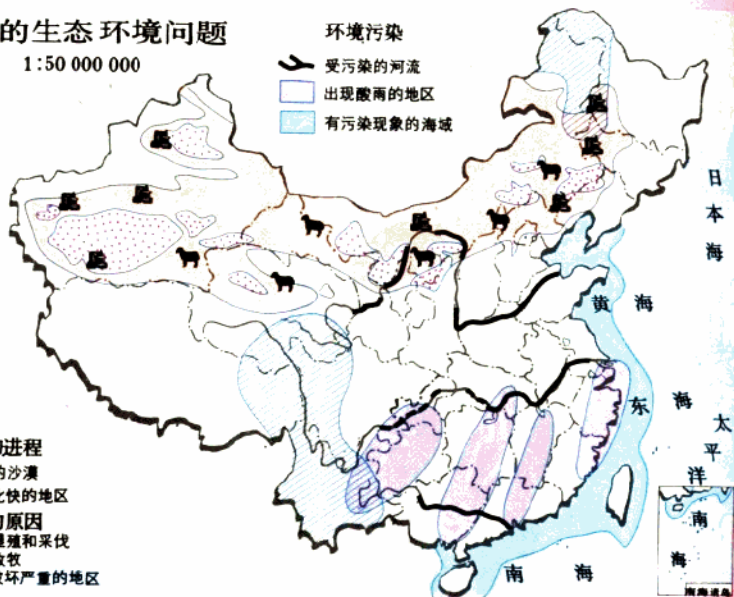 的生态环境问题
1:50 000 000
环境污染
受污染的河流
出现酸雨的地区
有污染现象的海域
日本海
黄海
东海
太平洋
南海
进程
的沙漠
化快的地区
的原因
垦殖和采伐
放牧
破坏严重的地区
南海
南海诸岛